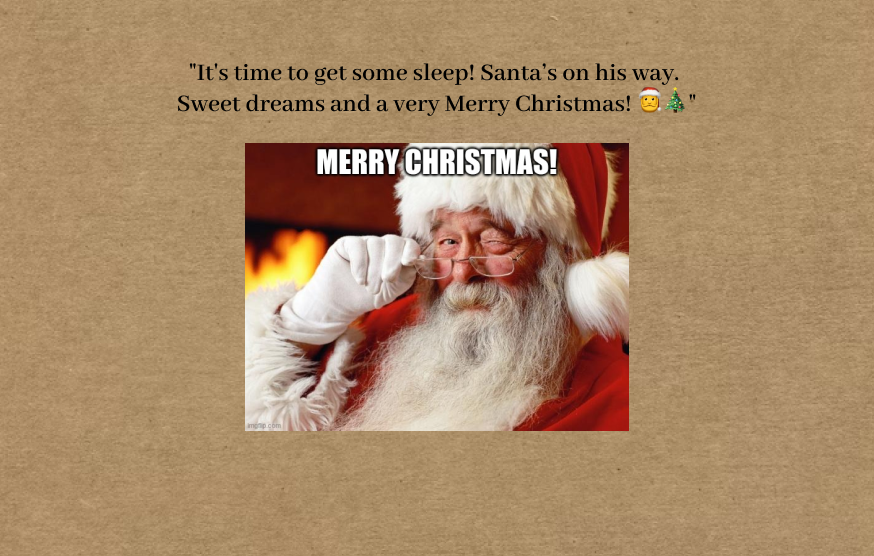 "It's time to get some sleep! Santa’s on his way.
Sweet dreams and a very Merry Christmas! 🎅🎄"
MERRY CHRISTMAS!
imgflip.com